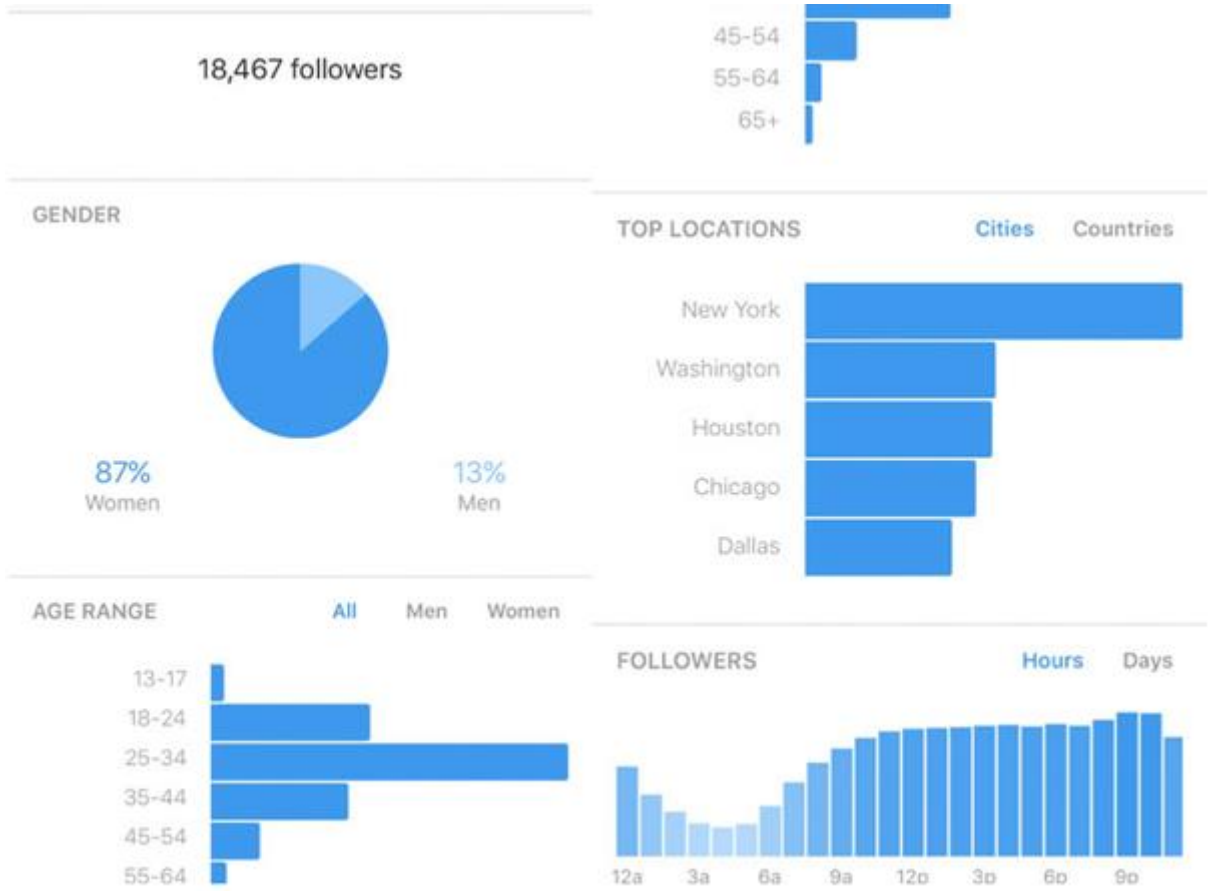 18,467 followers
GENDER
87%
Women
13%
Men
AGE RANGE All Men Women
13-17
18-24
25-34
35-44
45-54
55-64
45-54
55-64
65+
TOP LOCATIONS Cities Countries
New York
Washington
Houston
Chicago
Dallas
FOLLOWERS Hours Days
12a 3a 6a 9a 12p 3p 6p 9p